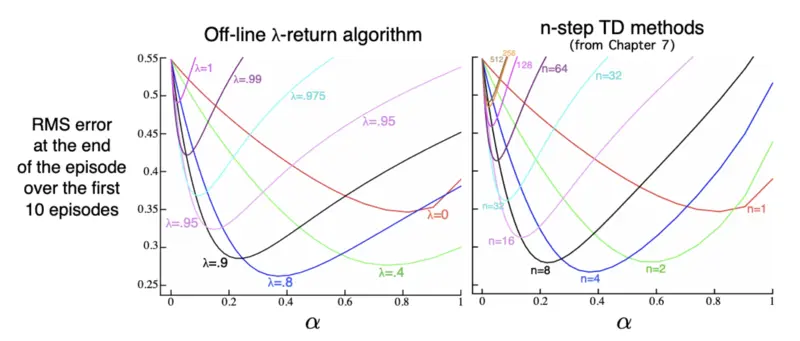 Off-line λ-return algorithm
n-step TD methods
(from Chapter 7)
RMS error
at the end
of the episode
over the first
10 episodes
0.55
0.5
0.45
0.4
0.35
0.3
0.25
λ=1
λ=.99
λ=.975
λ=.95
λ=.95
λ=0
λ=.9
λ=.4
λ=.8
0
0.2
0.4
0.6
0.8
1
α
256
512
128
n=64
n=32
n=32
n=1
n=16
n=8
n=4
n=2
0
0.2
0.4
0.6
0.8
1
α